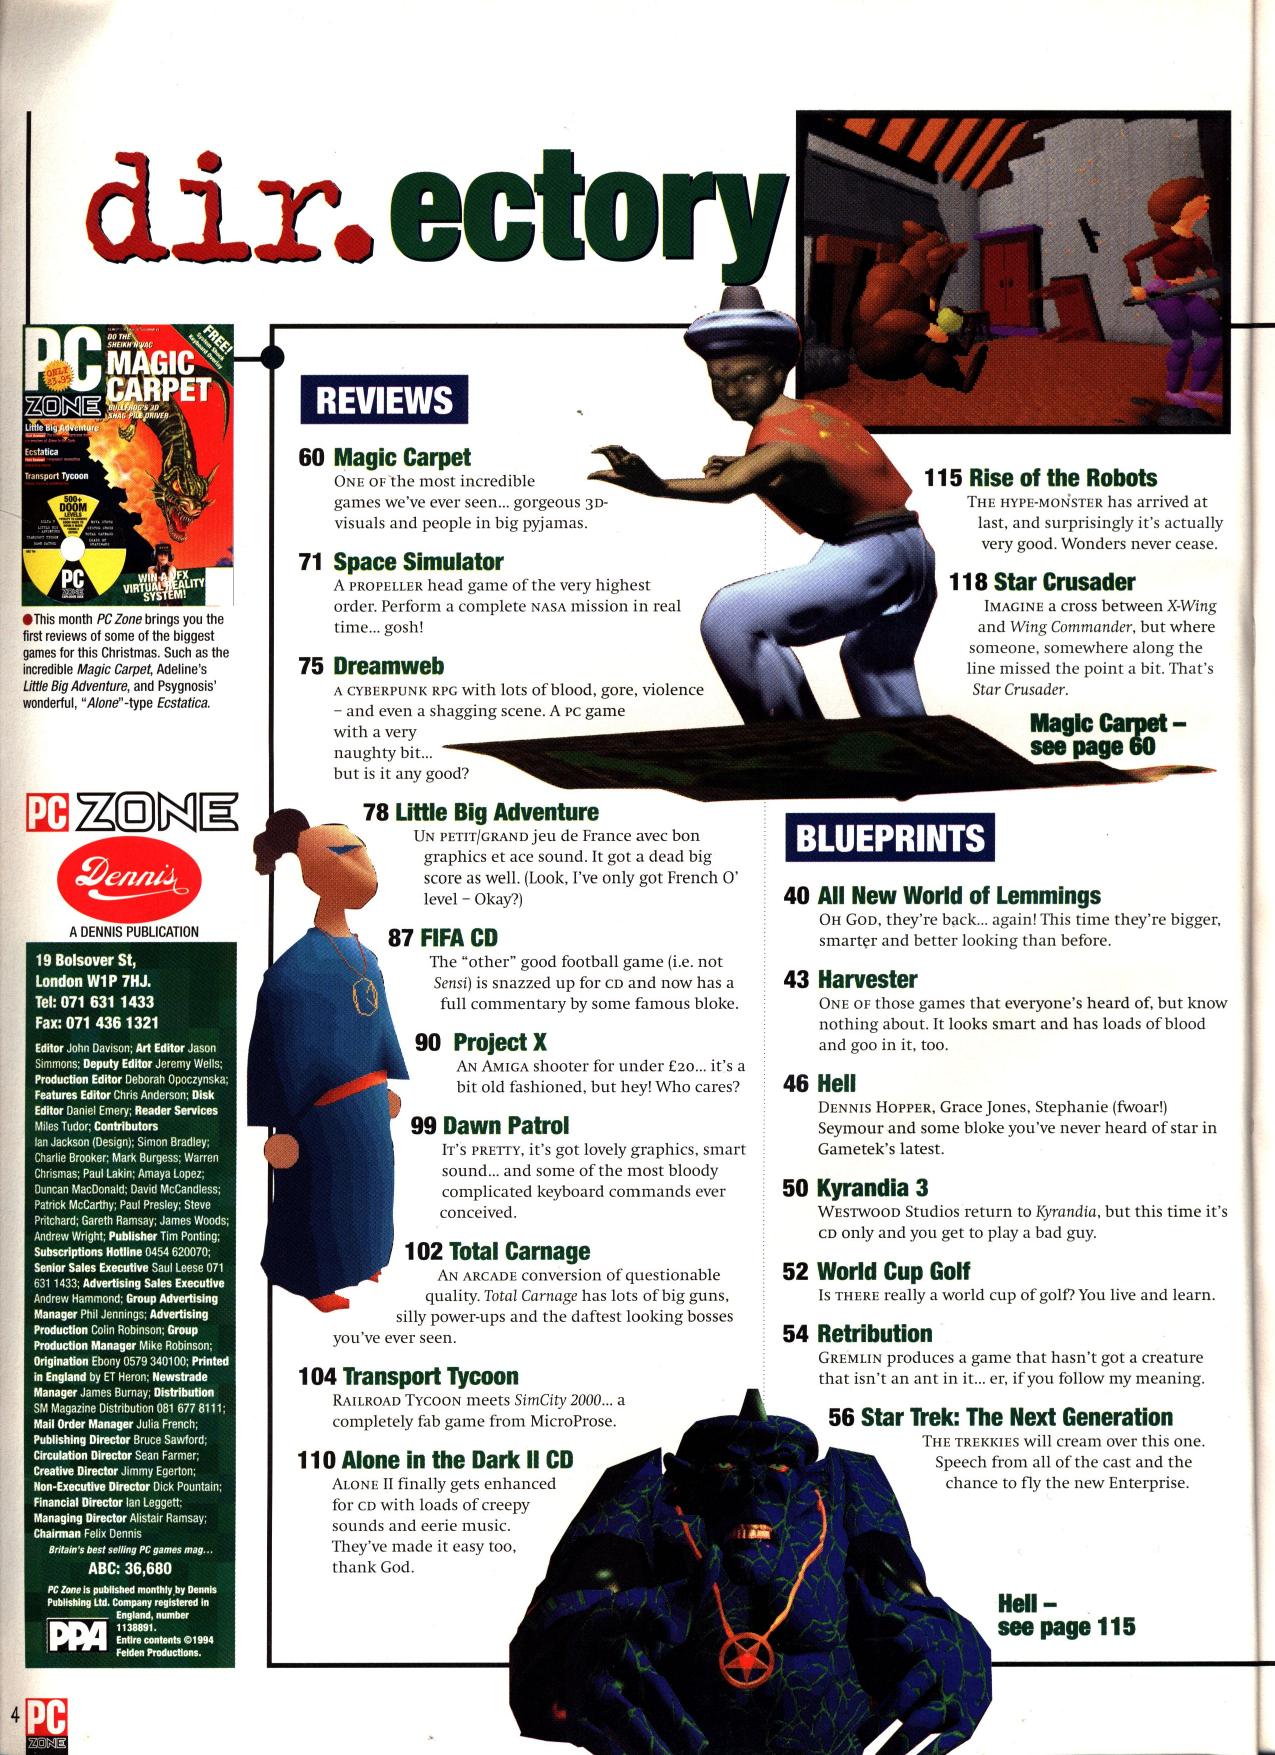 dir.ectory
PC
ZONE
ONLY
£3.95
DO THE
SHEIKH 'N' VAC
MAGIC
CARPET
BULLFROG'S 3D
SHAG PILE DRIVER
FREE!
Little Big Adventure
Ecstatica
Transport Tycoon
500+
DOOM
LEVELS
PC
ZONE
WIN A VFX
VIRTUAL REALITY
SYSTEM!
This month PC Zone brings you the
first reviews of some of the biggest
games for this Christmas. Such as the
incredible Magic Carpet, Adeline's
Little Big Adventure, and Psygnosis'
wonderful, "Alone"-type Ecstatica.
PC ZONE
Dennis
A DENNIS PUBLICATION
19 Bolsover St,
London W1P 7HJ.
Tel: 071 631 1433
Fax: 071 436 1321
Editor John Davison; Art Editor Jason
Simmons; Deputy Editor Jeremy Wells;
Production Editor Deborah Opoczynska;
Features Editor Chris Anderson; Disk
Editor Daniel Emery; Reader Services
Miles Tudor; Contributors
Ian Jackson (Design); Simon Bradley;
Charlie Brooker; Mark Burgess; Warren
Chrismas; Paul Lakin; Amaya Lopez;
Duncan MacDonald; David McCandless;
Patrick McCarthy; Paul Presley; Steve
Pritchard; Gareth Ramsay; James Woods;
Andrew Wright; Publisher Tim Ponting;
Subscriptions Hotline 0454 620070;
Senior Sales Executive Saul Leese 071
631 1433; Advertising Sales Executive
Andrew Hammond; Group Advertising
Manager Phil Jennings; Advertising
Production Colin Robinson; Group
Production Manager Mike Robinson;
Origination Ebony 0579 340100; Printed
in England by ET Heron; Newstrade
Manager James Burnay; Distribution
SM Magazine Distribution 081 677 8111;
Mail Order Manager Julia French;
Publishing Director Bruce Sawford;
Circulation Director Sean Farmer;
Creative Director Jimmy Egerton;
Non-Executive Director Dick Pountain;
Financial Director Ian Leggett;
Managing Director Alistair Ramsay;
Chairman Felix Dennis
Britain's best selling PC games mag...
ABC: 36,680
PC Zone is published monthly by Dennis
Publishing Ltd. Company registered in
England, number
1138891.
Entire contents ©1994
Felden Productions.
PPA
REVIEWS
60 Magic Carpet
ONE OF the most incredible
games we've ever seen... gorgeous 3D-
visuals and people in big pyjamas.
71 Space Simulator
A PROPELLER head game of the very highest
order. Perform a complete NASA mission in real
time... gosh!
75 Dreamweb
A CYBERPUNK RPG with lots of blood, gore, violence
– and even a shagging scene. A PC game
with a very
naughty bit...
but is it any good?
78 Little Big Adventure
UN PETIT/GRAND jeu de France avec bon
graphics et ace sound. It got a dead big
score as well. (Look, I've only got French O'
level – Okay?)
87 FIFA CD
The "other" good football game (i.e. not
Sensi) is snazzed up for CD and now has a
full commentary by some famous bloke.
90 Project X
AN AMIGA shooter for under £20... it's a
bit old fashioned, but hey! Who cares?
99 Dawn Patrol
IT'S PRETTY, it's got lovely graphics, smart
sound... and some of the most bloody
complicated keyboard commands ever
conceived.
102 Total Carnage
AN ARCADE conversion of questionable
quality. Total Carnage has lots of big guns,
silly power-ups and the daftest looking bosses
you've ever seen.
104 Transport Tycoon
RAILROAD TYCOON meets SimCity 2000... a
completely fab game from MicroProse.
110 Alone in the Dark II CD
ALONE II finally gets enhanced
for CD with loads of creepy
sounds and eerie music.
They've made it easy too,
thank God.
115 Rise of the Robots
THE HYPE-MONSTER has arrived at
last, and surprisingly it's actually
very good. Wonders never cease.
118 Star Crusader
IMAGINE a cross between X-Wing
and Wing Commander, but where
someone, somewhere along the
line missed the point a bit. That's
Star Crusader.
Magic Carpet –
see page 60
BLUEPRINTS
40 All New World of Lemmings
OH GOD, they're back... again! This time they're bigger,
smarter and better looking than before.
43 Harvester
ONE OF those games that everyone's heard of, but know
nothing about. It looks smart and has loads of blood
and goo in it, too.
46 Hell
DENNIS HOPPER, Grace Jones, Stephanie (fwoar!)
Seymour and some bloke you've never heard of star in
Gametek's latest.
50 Kyrandia 3
WESTWOOD Studios return to Kyrandia, but this time it's
CD only and you get to play a bad guy.
52 World Cup Golf
IS THERE really a world cup of golf? You live and learn.
54 Retribution
GREMLIN produces a game that hasn't got a creature
that isn't an ant in it... er, if you follow my meaning.
56 Star Trek: The Next Generation
THE TREKKIES will cream over this one.
Speech from all of the cast and the
chance to fly the new Enterprise.
Hell –
see page 115
4 PC
ZONE